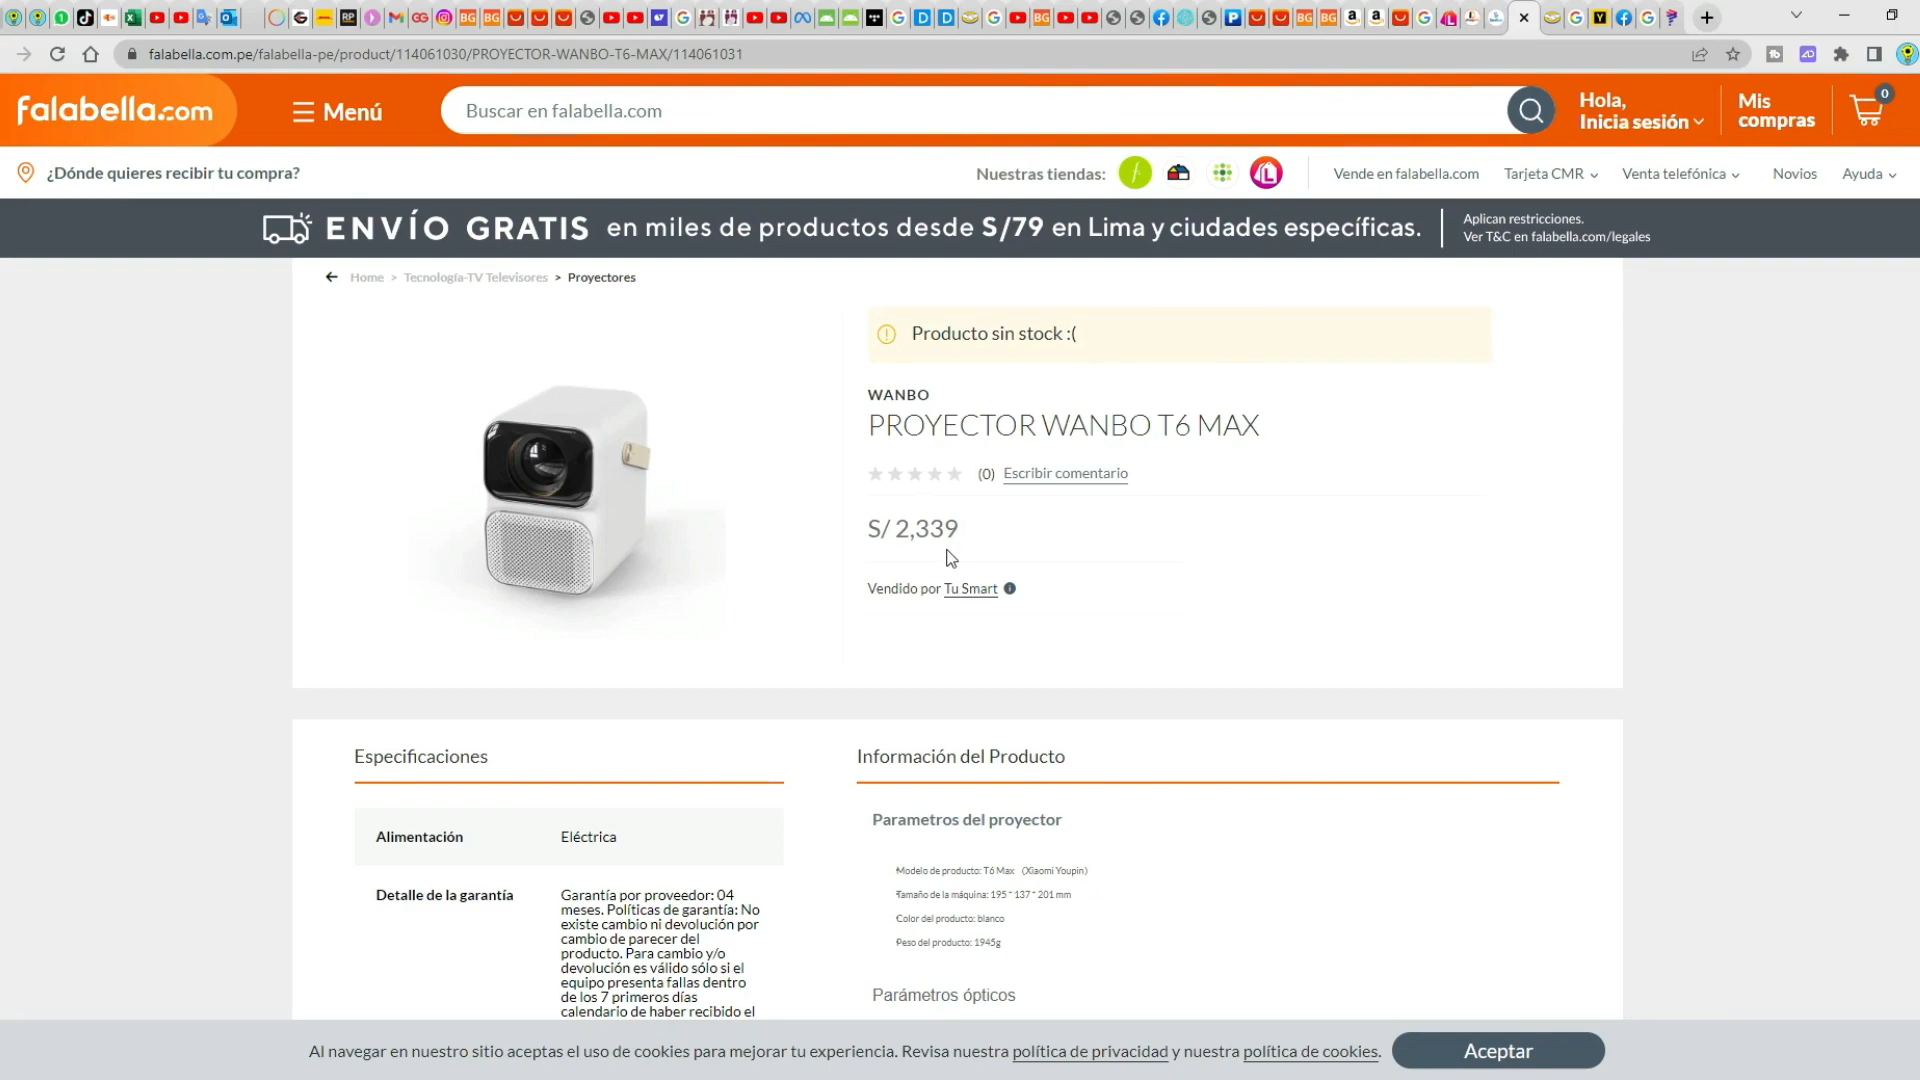 falabella.com.pe/falabella-pe/product/114061030/PROYECTOR-WANBO-T6-MAX/114061031
falabella.com
Menú
Buscar en falabella.com
Hola,
Inicia sesión
Mis
compras
0
¿Dónde quieres recibir tu compra?
Nuestras tiendas:
Vende en falabella.com
Tarjeta CMR
Venta telefónica
Novios
Ayuda
ENVÍO GRATIS en miles de productos desde S/79 en Lima y ciudades específicas.
Aplican restricciones.
Ver T&C en falabella.com/legales
Home > Tecnología-TV Televisores > Proyectores
Producto sin stock :(
WANBO
PROYECTOR WANBO T6 MAX
(0) Escribir comentario
S/ 2,339
Vendido por Tu Smart
Especificaciones
Alimentación Eléctrica
Detalle de la garantía
Garantía por proveedor: 04
meses. Políticas de garantía: No
existe cambio ni devolución por
cambio de parecer del
producto. Para cambio y/o
devolución es válido sólo si el
equipo presenta fallas dentro
de los 7 primeros días
calendario de haber recibido el
Información del Producto
Parametros del proyector
Modelo de producto: T6 Max (Xiaomi Youpin)
Tamaño de la máquina: 195 * 137 * 201 mm
Color del producto: blanco
Peso del producto: 1945g
Parámetros ópticos
Al navegar en nuestro sitio aceptas el uso de cookies para mejorar tu experiencia. Revisa nuestra política de privacidad y nuestra política de cookies.
Aceptar